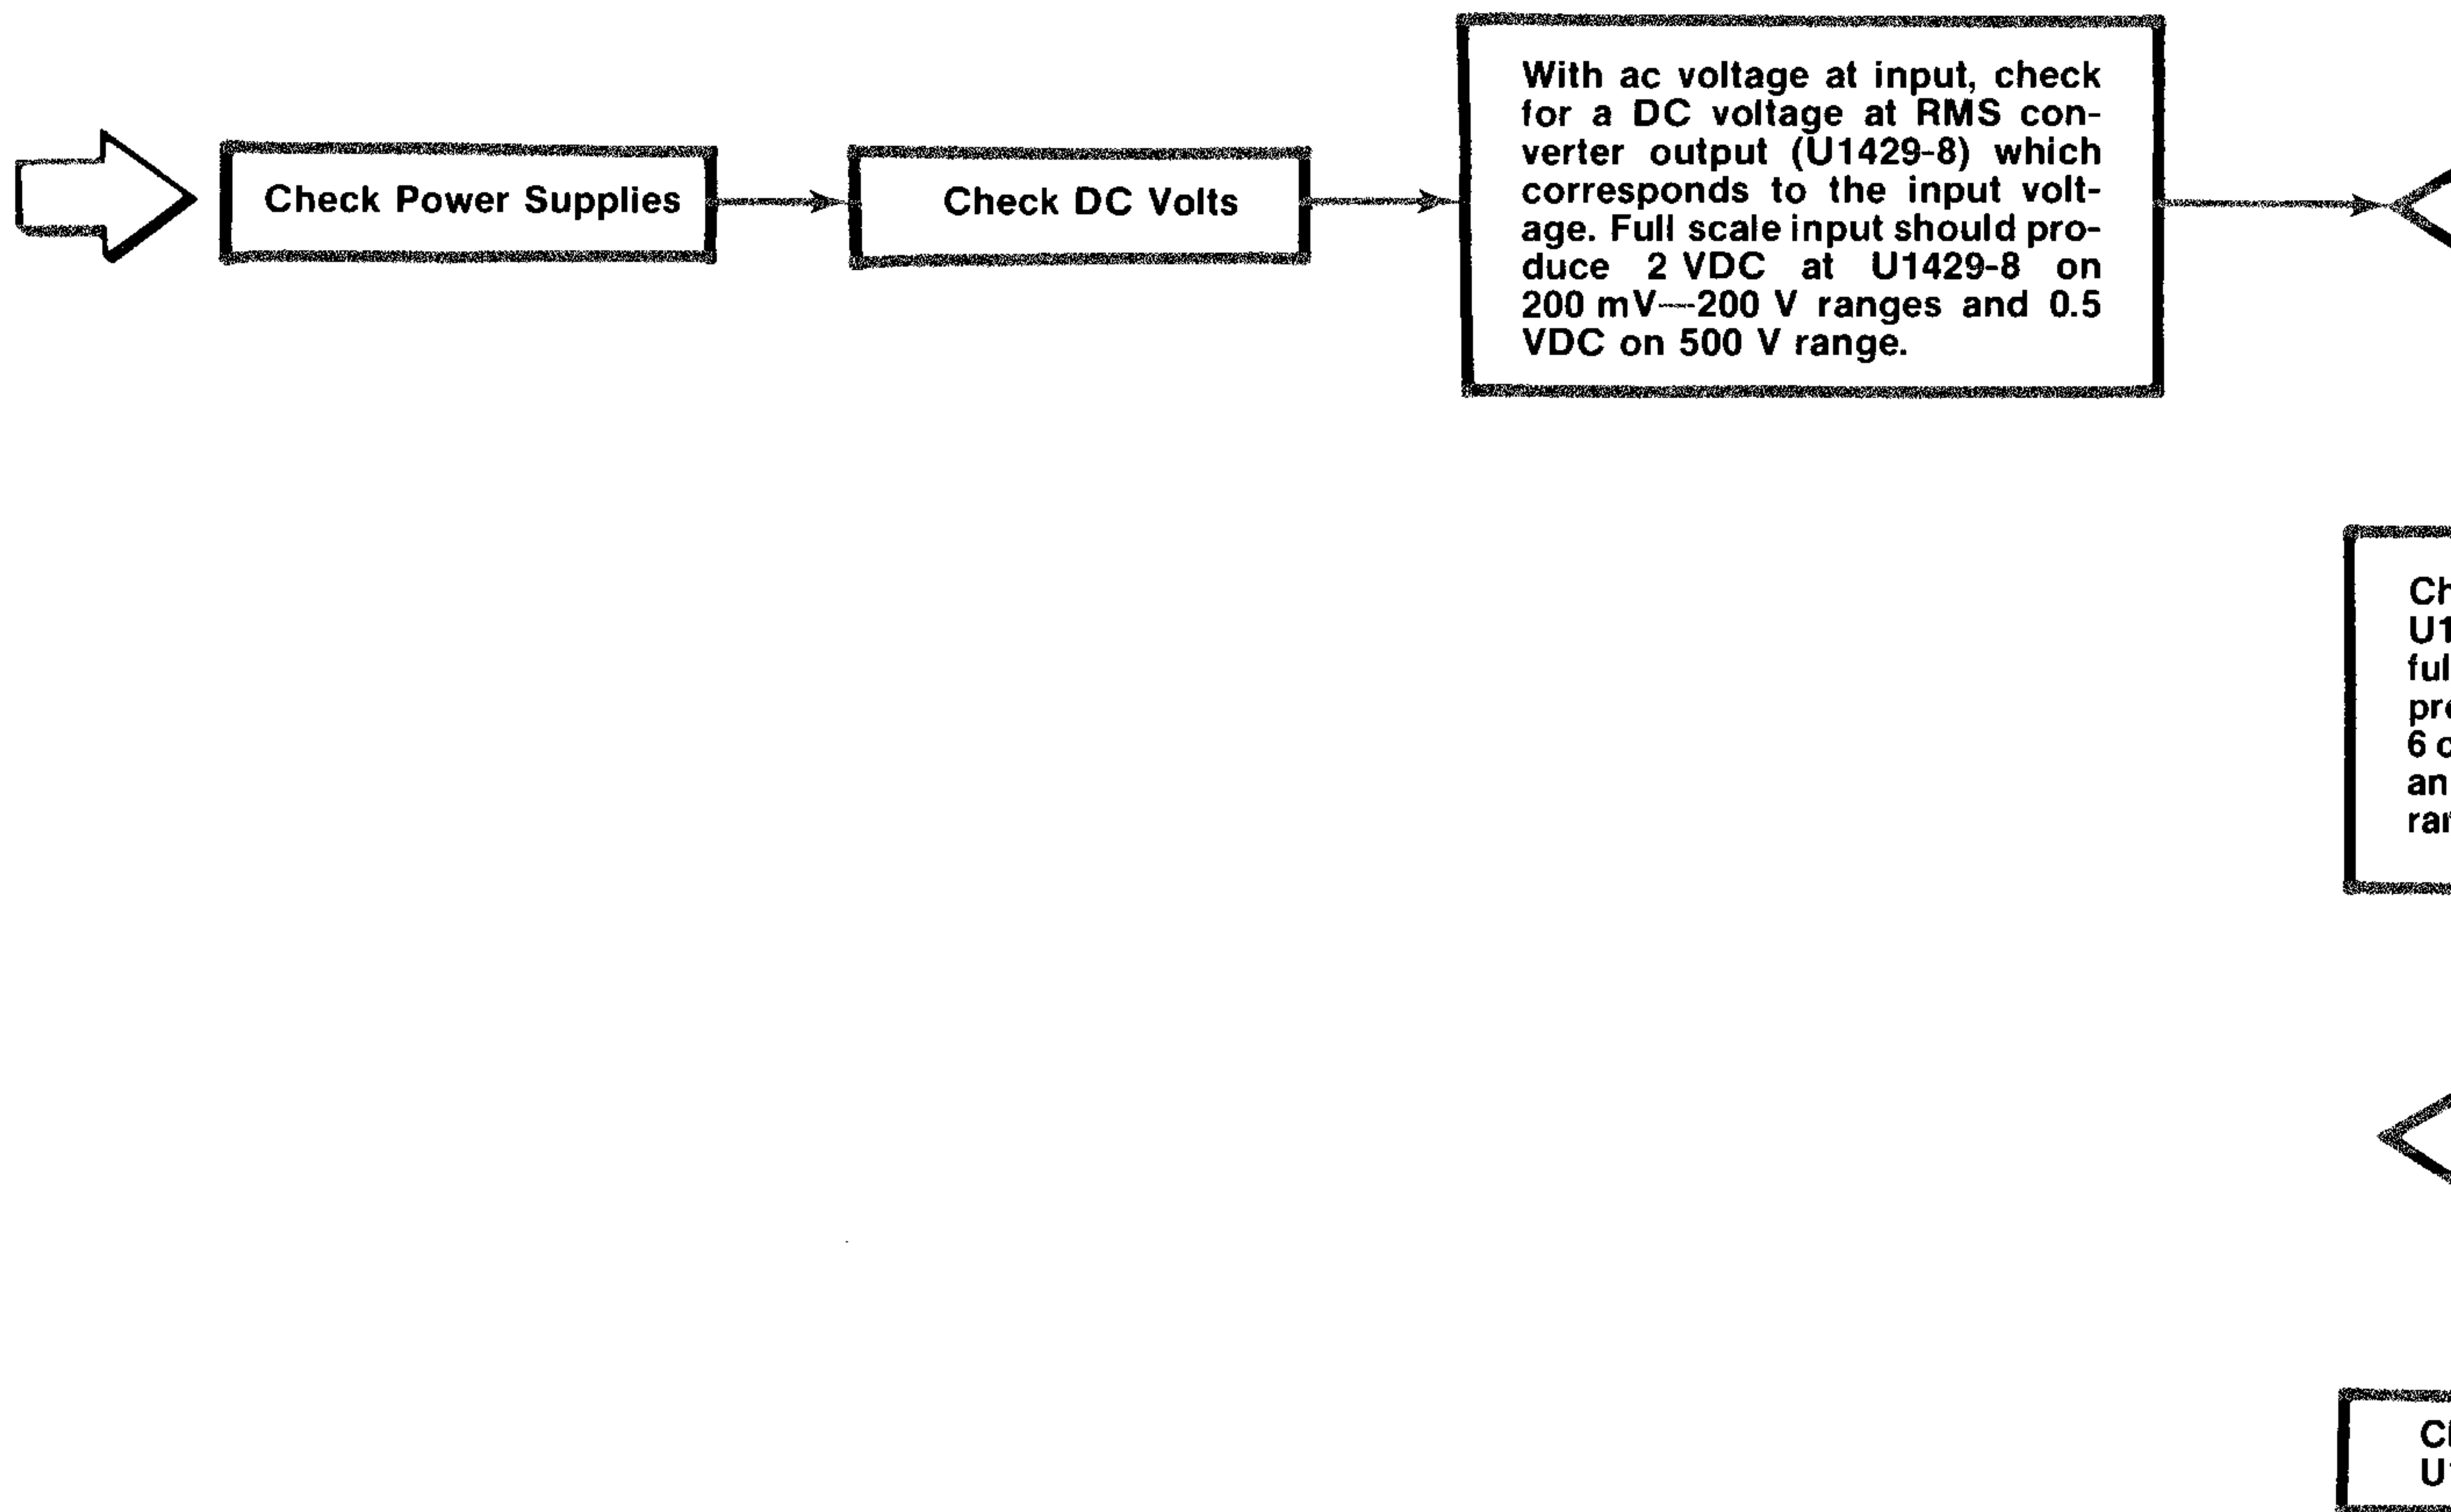 Check Power Supplies
Check DC Volts
With ac voltage at input, check
for a DC voltage at RMS con-
verter output (U1429-8) which
corresponds to the input volt-
age. Full scale input should pro-
duce 2 VDC at U1429-8 on
200 mV—200 V ranges and 0.5
VDC on 500 V range.
6
an